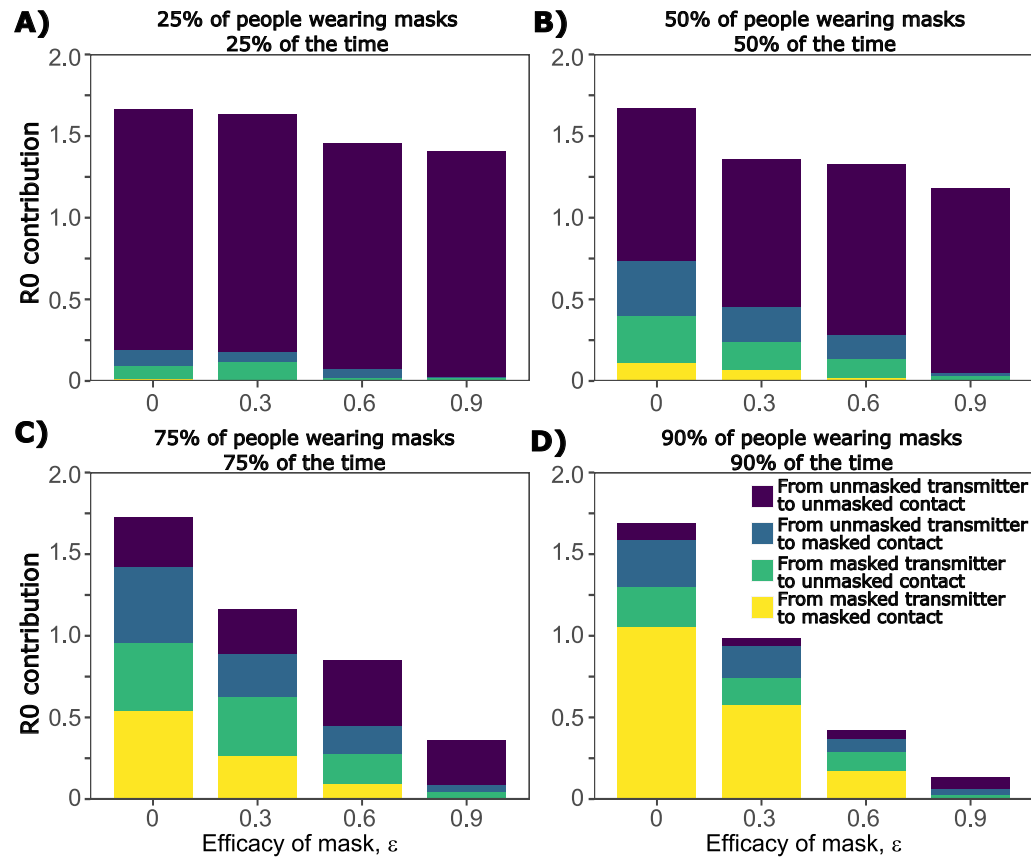 A)
25% of people wearing masks
25% of the time
R0 contribution
2.0
1.5
1.0
0.5
0
0
0.3
0.6
0.9
B)
50% of people wearing masks
50% of the time
2.0
1.5
1.0
0.5
0
0
0.3
0.6
0.9
C)
75% of people wearing masks
75% of the time
R0 contribution
2.0
1.5
1.0
0.5
0
0
0.3
0.6
0.9
Efficacy of mask, ε
D)
90% of people wearing masks
90% of the time
2.0
1.5
1.0
0.5
0
From unmasked transmitter
to unmasked contact
From unmasked transmitter
to masked contact
From masked transmitter
to unmasked contact
From masked transmitter
to masked contact
0
0.3
0.6
0.9
Efficacy of mask, ε